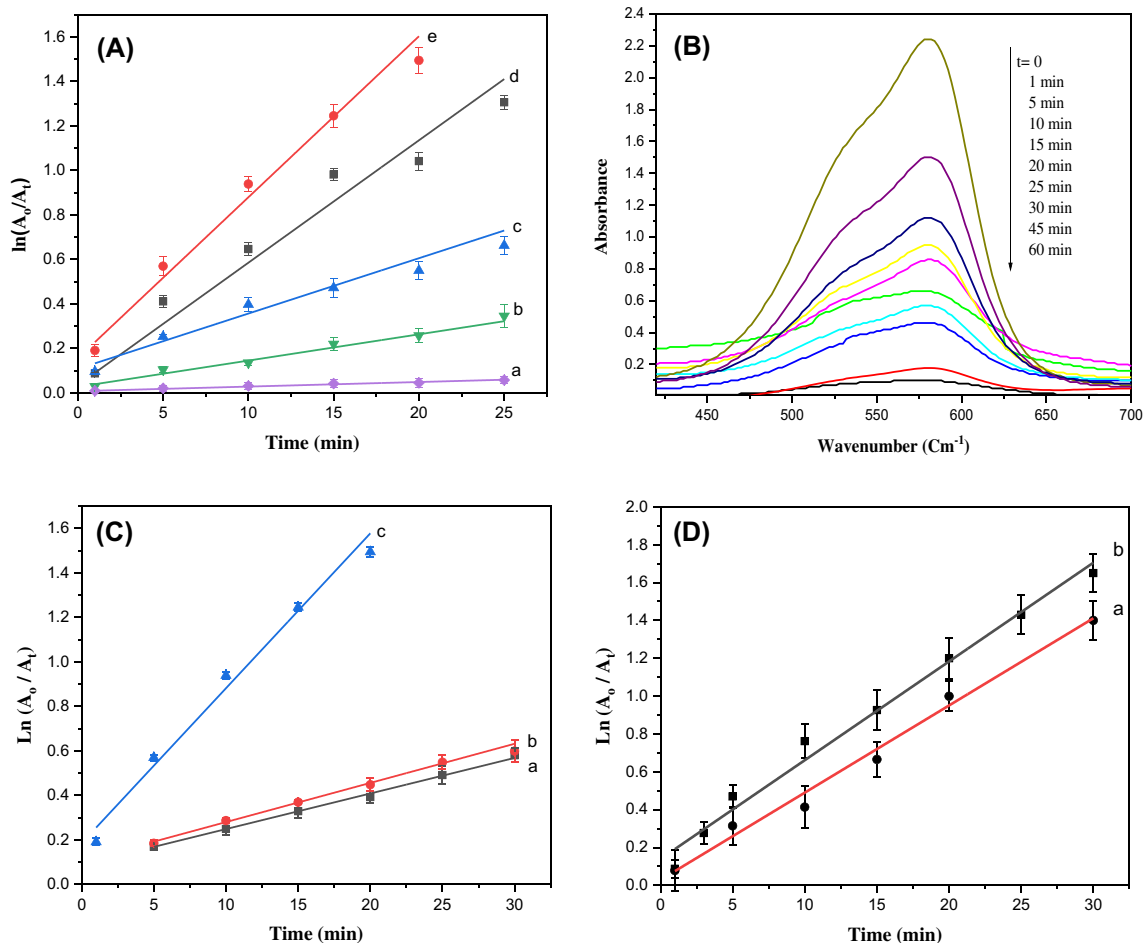 (A)
e
d
c
b
a
1.6
1.4
1.2
1.0
0.8
0.6
0.4
0.2
0.0
ln(A₀/Aₜ)
0 5 10 15 20 25
Time (min)
(B)
2.4
2.2
2.0
1.8
1.6
1.4
1.2
1.0
0.8
0.6
0.4
0.2
Absorbance
t= 0
1 min
5 min
10 min
15 min
20 min
25 min
30 min
45 min
60 min
450 500 550 600 650 700
Wavenumber (Cm⁻¹)
(C)
c
b
a
1.6
1.4
1.2
1.0
0.8
0.6
0.4
0.2
0.0
Ln (A₀ / Aₜ)
0 5 10 15 20 25 30
Time (min)
(D)
b
a
2.0
1.8
1.6
1.4
1.2
1.0
0.8
0.6
0.4
0.2
0.0
Ln (A₀ / Aₜ)
0 5 10 15 20 25 30
Time (min)